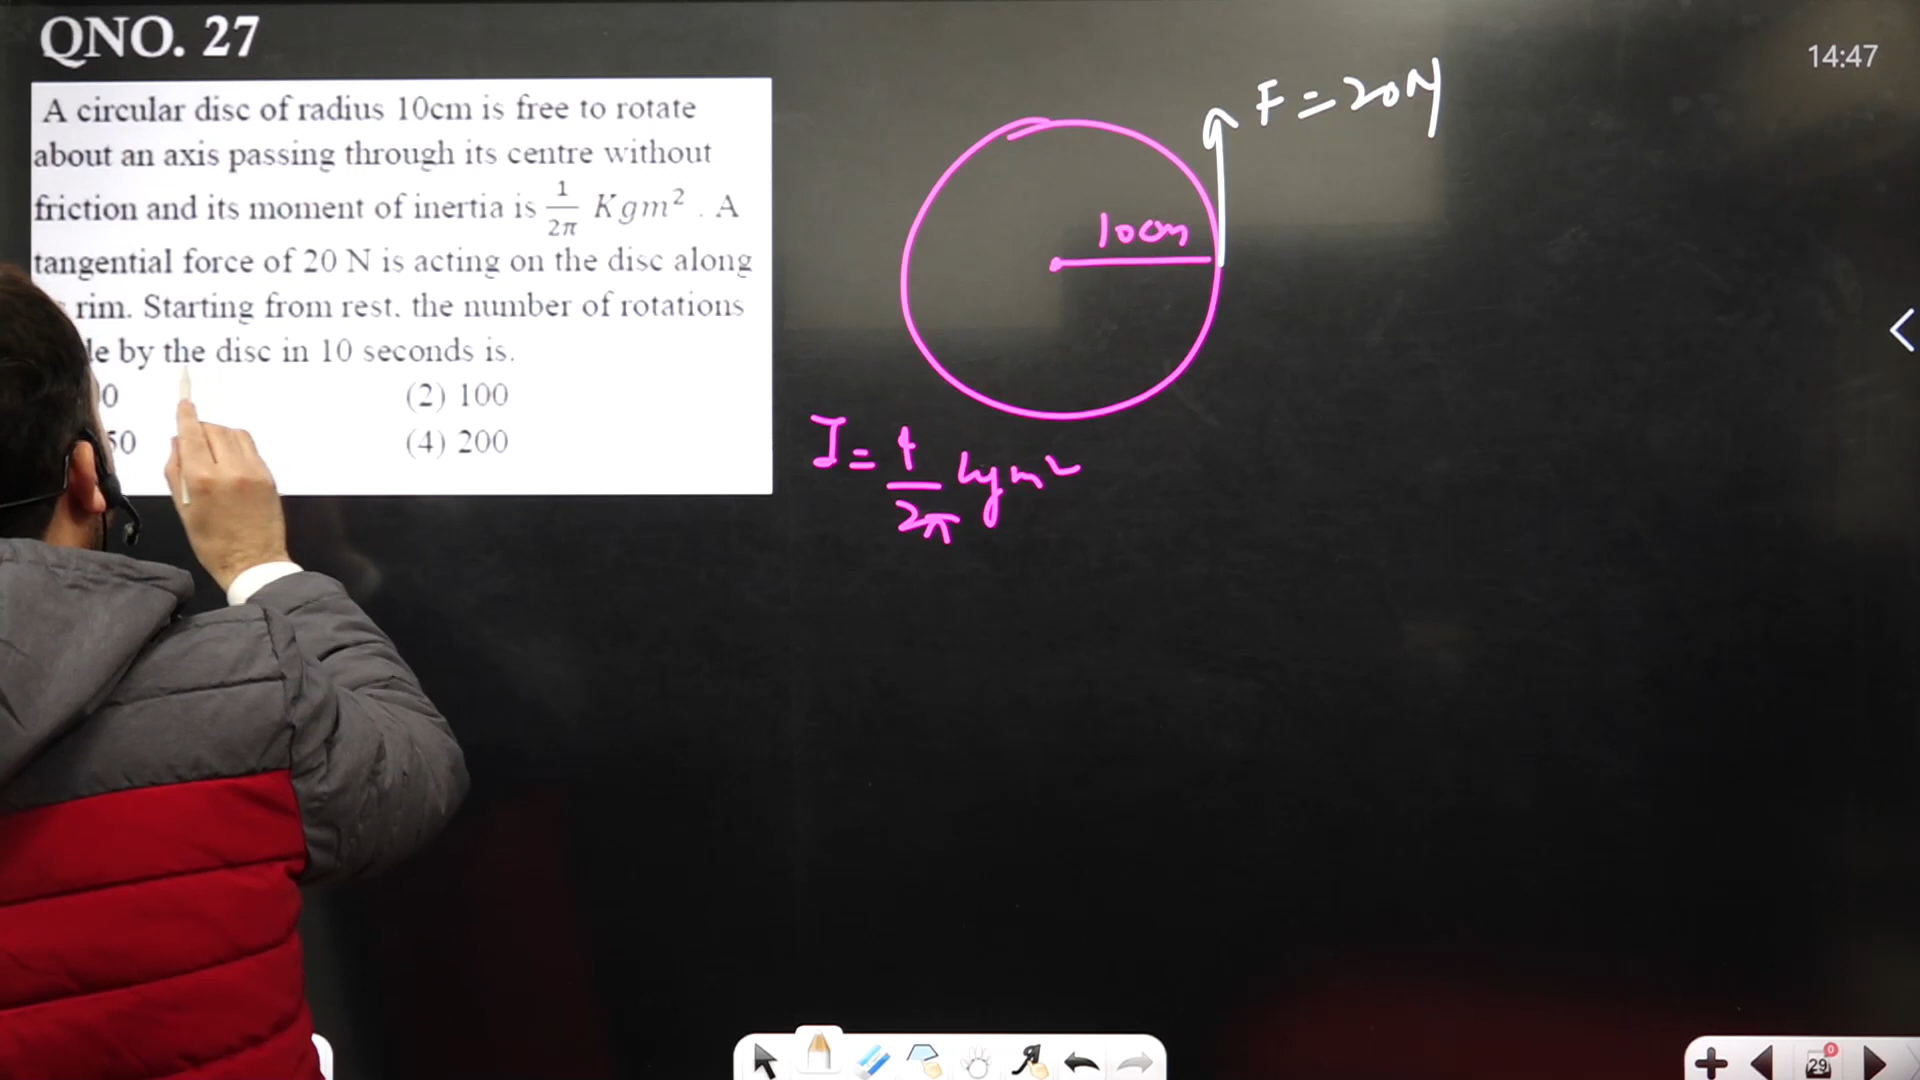 QNO. 27
14:47
A circular disc of radius 10cm is free to rotate
about an axis passing through its centre without
friction and its moment of inertia is 1/2π Kgm² . A
tangential force of 20 N is acting on the disc along
rim. Starting from rest. the number of rotations
by the disc in 10 seconds is.
(2) 100
(4) 200
F = 20N
10cm
I = 1/2π kgm²
29
0